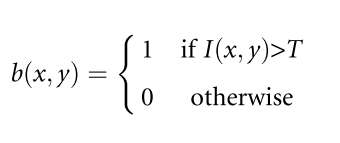 b(x, y) = { 1 if I(x, y)>T
0 otherwise